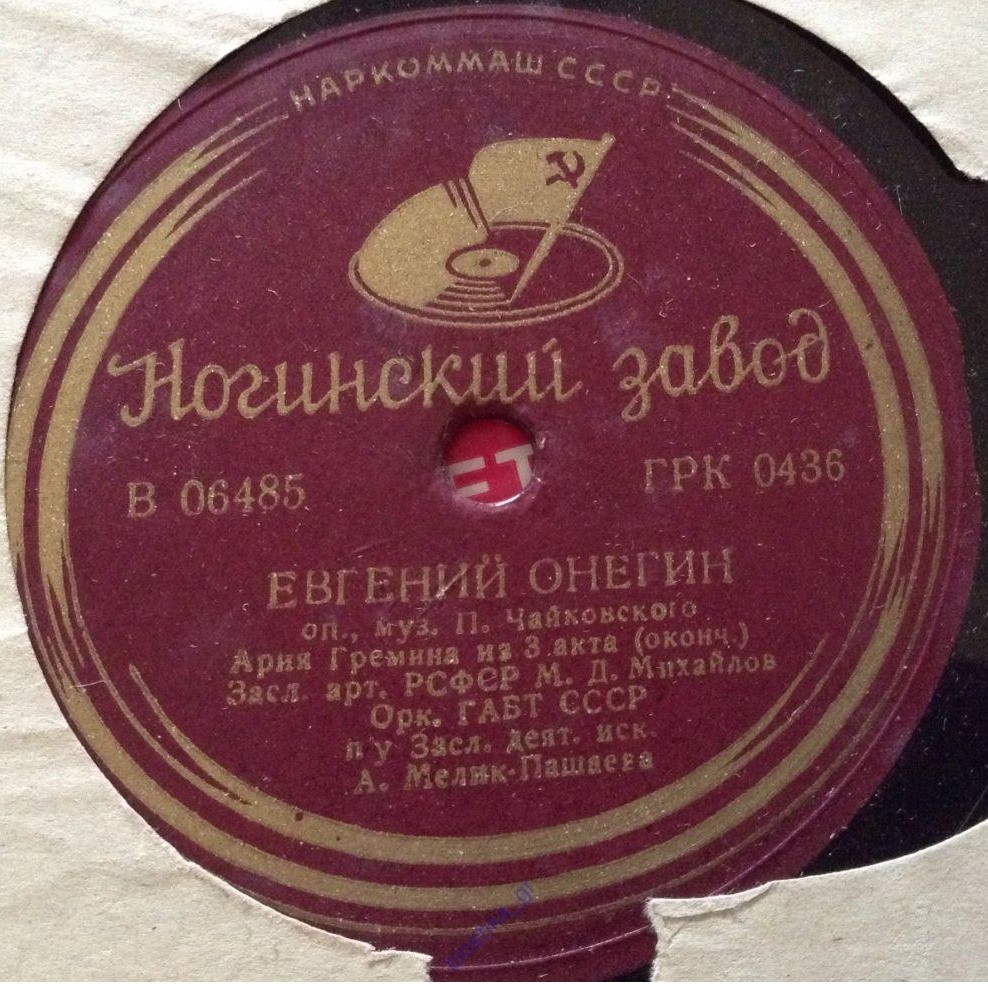 НАРКОММАШ СССР
Ногинский завод
В 06485
ГРК 0436
ЕВГЕНИЙ ОНЕГИН
оп., муз. П. Чайковского
Ария Гремина из 3 акта (оконч.)
Засл. арт. РСФСР М. Д. Михайлов
Орк. ГАБТ СССР
п/у Засл. деят. иск.
А. Мелик-Пашаева